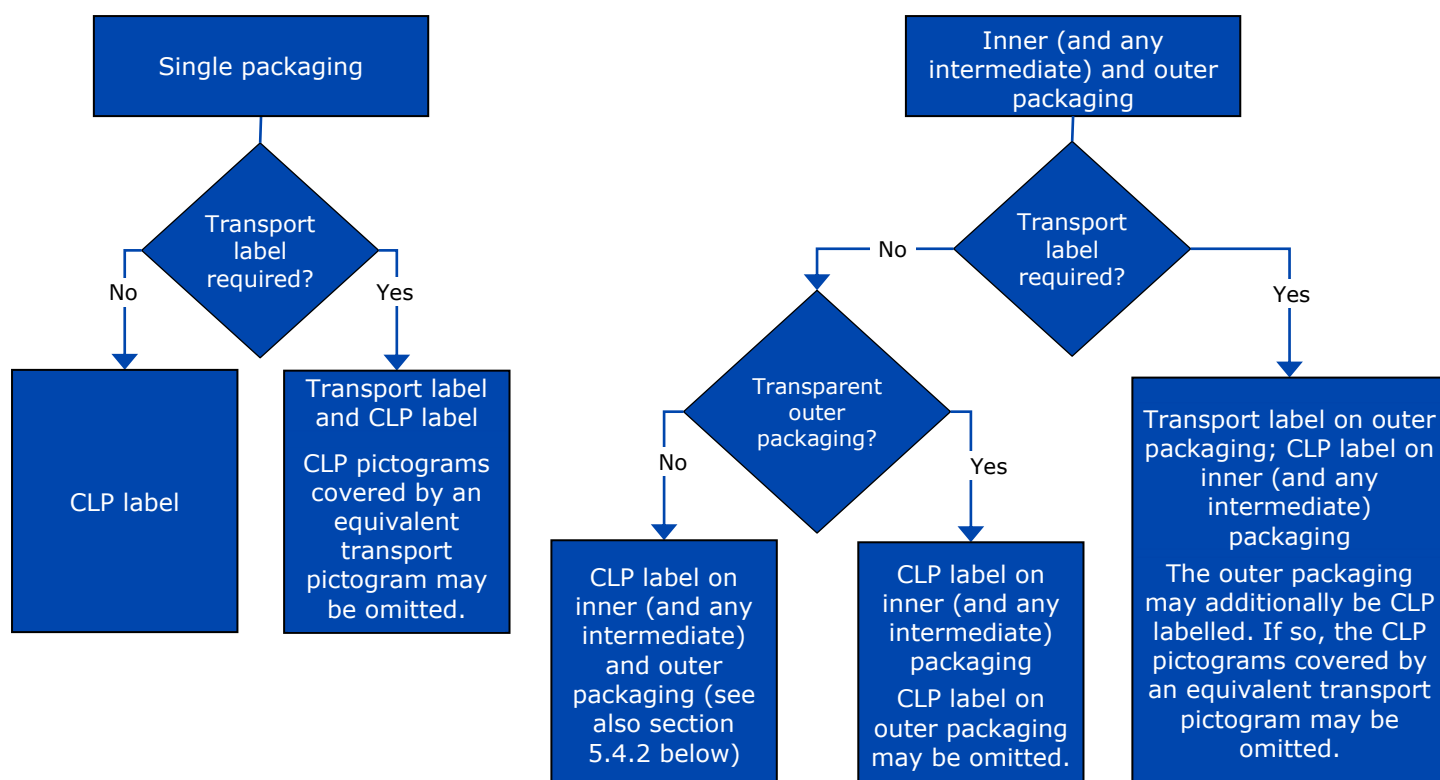 Single packaging
Transport
label
required?
No
Yes
CLP label
Transport label
and CLP label
CLP pictograms
covered by an
equivalent
transport
pictogram may
be omitted.
Inner (and any
intermediate) and outer
packaging
Transport
label
required?
No
Yes
Transparent
outer
packaging?
No
Yes
CLP label on
inner (and any
intermediate)
and outer
packaging (see
also section
5.4.2 below)
CLP label on
inner (and any
intermediate)
packaging
CLP label on
outer packaging
may be omitted.
Transport label on outer
packaging; CLP label on
inner (and any
intermediate)
packaging
The outer packaging
may additionally be CLP
labelled. If so, the CLP
pictograms covered by
an equivalent transport
pictogram may be
omitted.